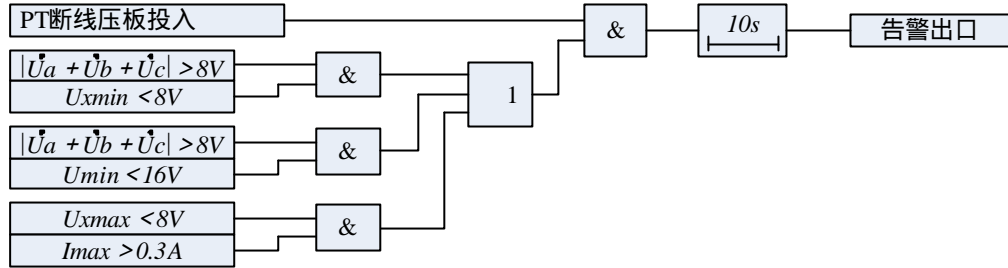 PT断线压板投入
&
10s
告警出口
|U̇a + U̇b + U̇c| >8V
Uxmin <8V
&
1
|U̇a + U̇b + U̇c| >8V
Umin <16V
&
Uxmax <8V
Imax >0.3A
&